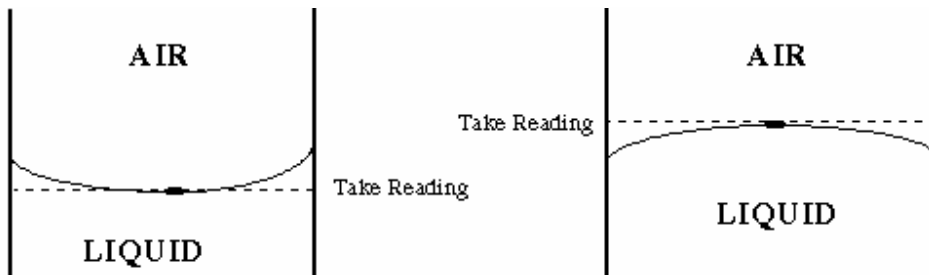 AIR
Take Reading
LIQUID
AIR
Take Reading
LIQUID